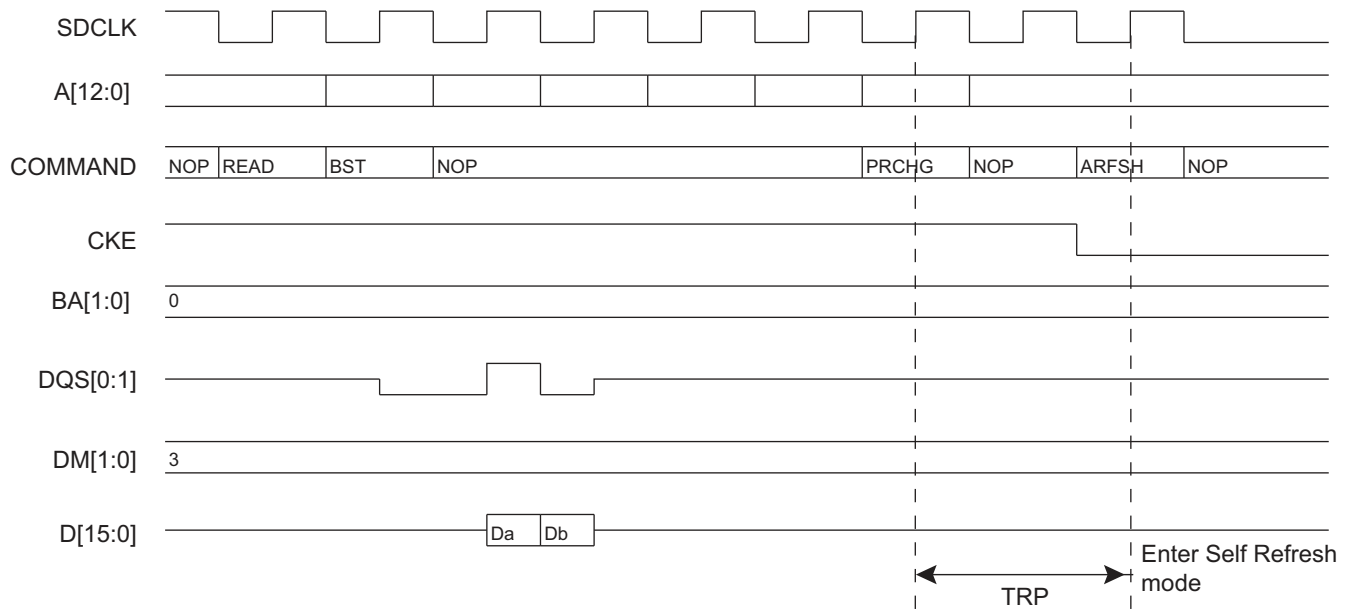 SDCLK
A[12:0]
COMMAND NOP READ BST NOP PRCHG NOP ARFSH NOP
CKE
BA[1:0] 0
DQS[0:1]
DM[1:0] 3
D[15:0] Da Db
Enter Self Refresh
mode
TRP